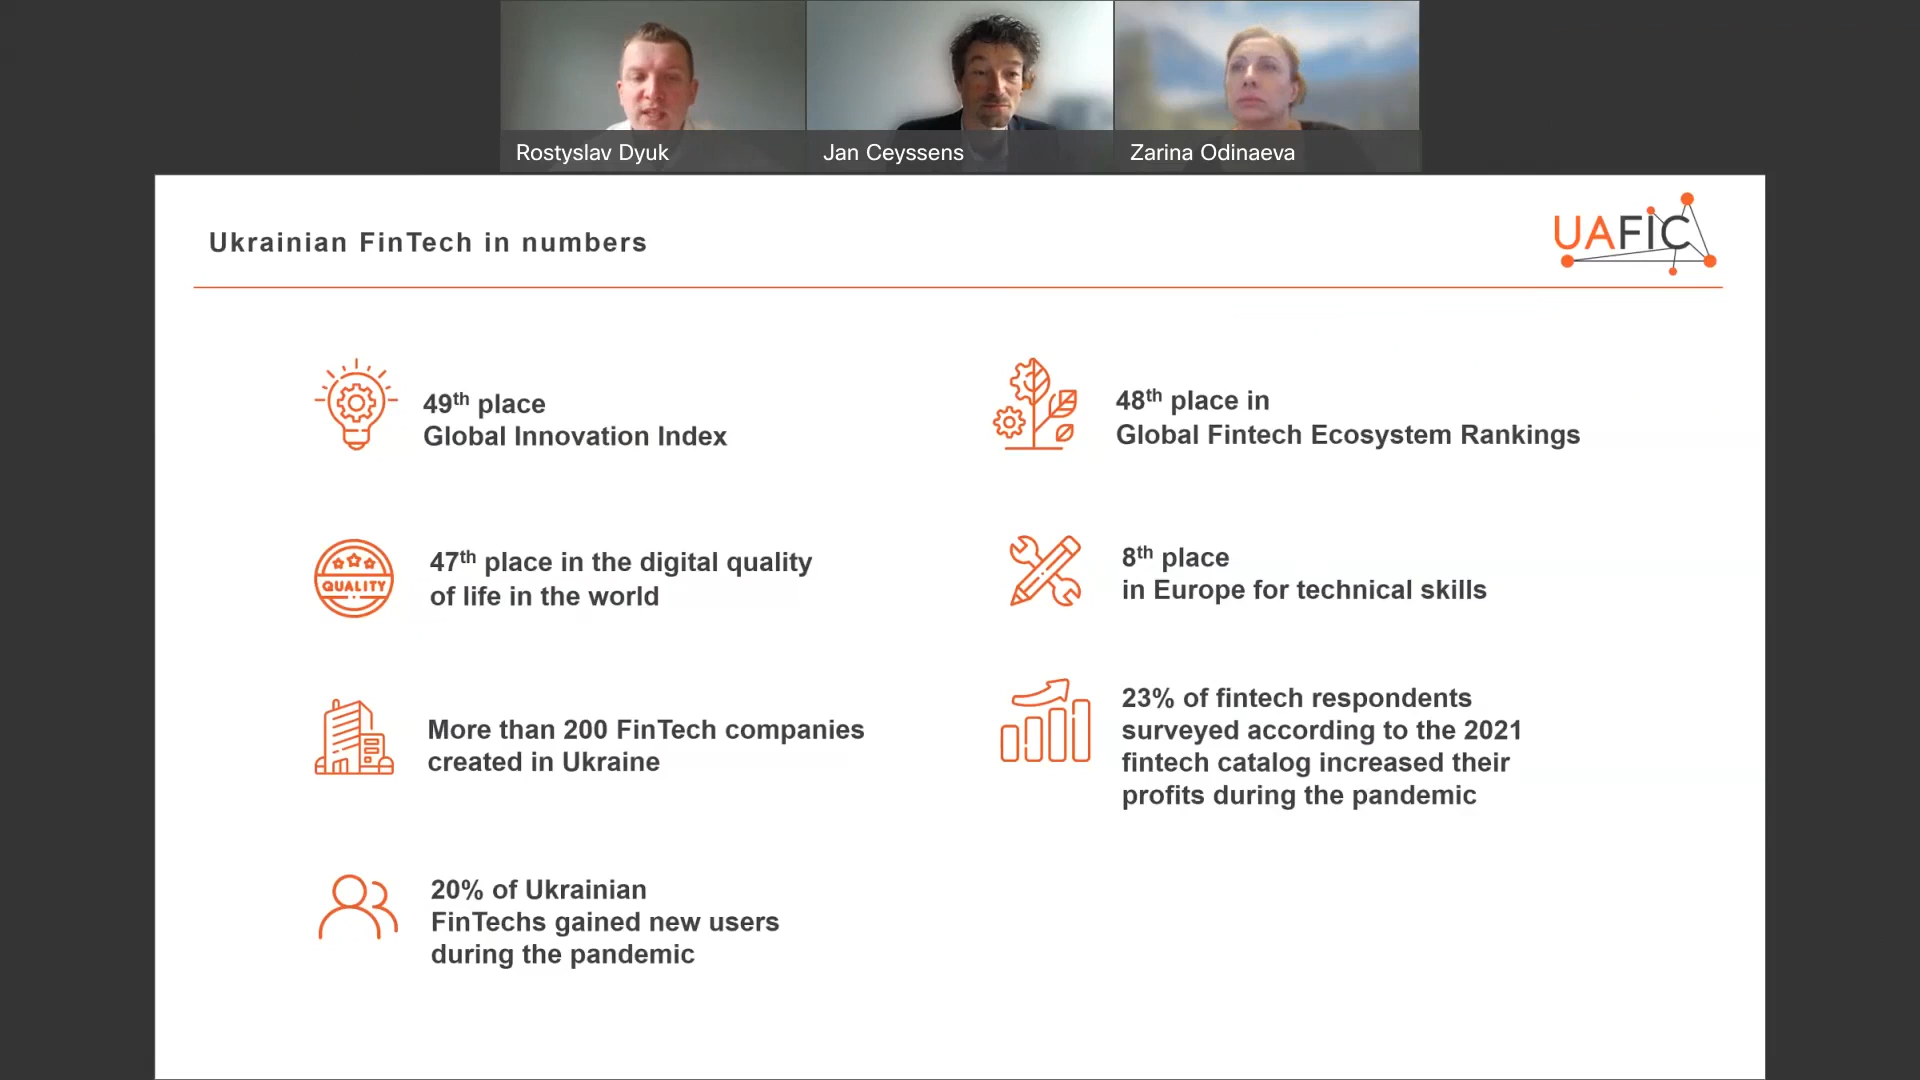 Rostyslav Dyuk
Jan Ceyssens
Zarina Odinaeva
Ukrainian FinTech in numbers
UAFIC
49th place
Global Innovation Index
48th place in
Global Fintech Ecosystem Rankings
QUALITY
47th place in the digital quality
of life in the world
8th place
in Europe for technical skills
More than 200 FinTech companies
created in Ukraine
23% of fintech respondents
surveyed according to the 2021
fintech catalog increased their
profits during the pandemic
20% of Ukrainian
FinTechs gained new users
during the pandemic